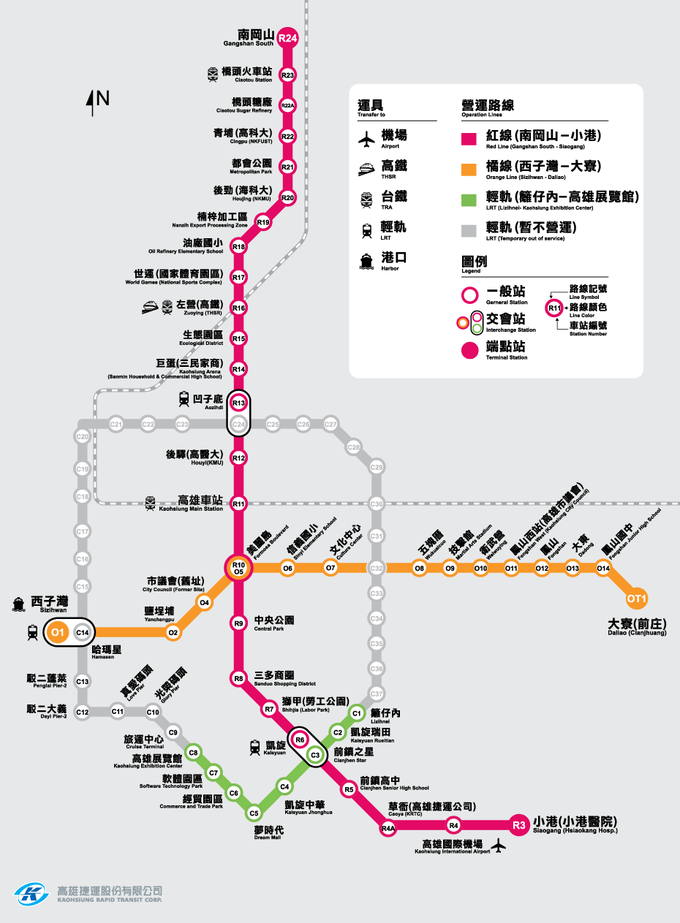 N
南岡山
Gangshan South
R24
橋頭火車站
Ciaotou Station
R23
橋頭糖廠
Ciaotou Sugar Refinery
R22A
青埔(高科大)
Cingpu (NKFUST)
R22
都會公園
Metropolitan Park
R21
後勁(海科大)
Houjing (NKMU)
R20
楠梓加工區
Nanzih Export Processing Zone
R19
油廠國小
Oil Refinery Elementary School
R18
世運(國家體育園區)
World Games (National Sports Complex)
R17
左營(高鐵)
Zuoying (THSR)
R16
生態園區
Ecological District
R15
巨蛋(三民家商)
Kaohsiung Arena
(Sanmin Household & Commercial High School)
R14
凹子底
Aozihdi
R13
C24
後驛(高醫大)
Houyi(KMU)
R12
高雄車站
Kaohsiung Main Station
R11
美麗島
Formosa Boulevard
R10
O5
中央公園
Central Park
R9
三多商圈
Sanduo Shopping District
R8
獅甲(勞工公園)
Shihjia (Labor Park)
R7
凱旋
Kaisyuan
R6
前鎮之星
Cianjhen Star
C3
前鎮高中
Cianjhen Senior High School
R5
草衙(高雄捷運公司)
Caoya (KRTC)
R4A
R4
高雄國際機場
Kaohsiung International Airport
小港(小港醫院)
Siaogang (Hsiaokang Hosp.)
R3
西子灣
Sizihwan
O1
C14
哈瑪星
Hamasen
鹽埕埔
Yanchengpu
O2
市議會(舊址)
City Council (Former Site)
O4
信義國小
Sinyi Elementary School
O6
文化中心
Culture Center
O7
五塊厝
Wukuaicuo
O8
技擊館
Martial Arts Stadium
O9
衛武營
Weiwuying
O10
鳳山西站(高雄市議會)
Fongshan West (Kaohsiung City Council)
O11
鳳山
Fongshan
O12
大東
Dadong
O13
鳳山國中
Fongshan Junior High School
O14
OT1
大寮(前庄)
Daliao (Cianjhuang)
籬仔內
Lizihnei
C1
凱旋瑞田
Kaisyuan Rueitian
C2
凱旋中華
Kaisyuan Jhonghua
C4
夢時代
Dream Mall
C5
經貿園區
Commerce and Trade Park
C6
軟體園區
Software Technology Park
C7
高雄展覽館
Kaohsiung Exhibition Center
C8
旅運中心
Cruise Terminal
C9
光榮碼頭
Glory Pier
C10
真愛碼頭
Love Pier
C11
駁二大義
Dayi Pier-2
C12
駁二蓬萊
Penglai Pier-2
C13
C15
C16
C17
C18
C19
C20
C21
C22
C23
C25
C26
C27
C28
C29
C30
C31
C32
C33
C34
C35
C36
C37
運具
Transfer to
機場
Airport
高鐵
THSR
台鐵
TRA
輕軌
LRT
港口
Harbor
營運路線
Operation Lines
紅線(南岡山－小港)
Red Line (Gangshan South - Siaogang)
橘線(西子灣－大寮)
Orange Line (Sizihwan - Daliao)
輕軌(籬仔內－高雄展覽館)
LRT (Lizihnei- Kaohsiung Exhibition Center)
輕軌(暫不營運)
LRT (Temporary out of service)
圖例
Legend
一般站
Gerneral Station
交會站
Interchange Station
端點站
Terminal Station
R11
路線記號
Line Symbol
路線顏色
Line Color
車站編號
Station Number
高雄捷運股份有限公司
KAOHSIUNG RAPID TRANSIT CORP.